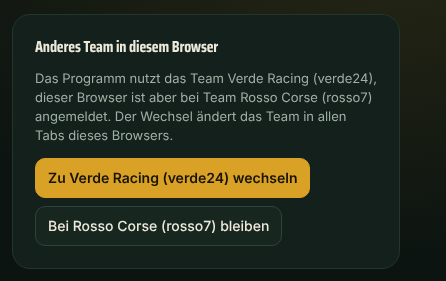 Anderes Team in diesem Browser
Das Programm nutzt das Team Verde Racing (verde24),
dieser Browser ist aber bei Team Rosso Corse (rosso7)
angemeldet. Der Wechsel ändert das Team in allen
Tabs dieses Browsers.
Zu Verde Racing (verde24) wechseln
Bei Rosso Corse (rosso7) bleiben